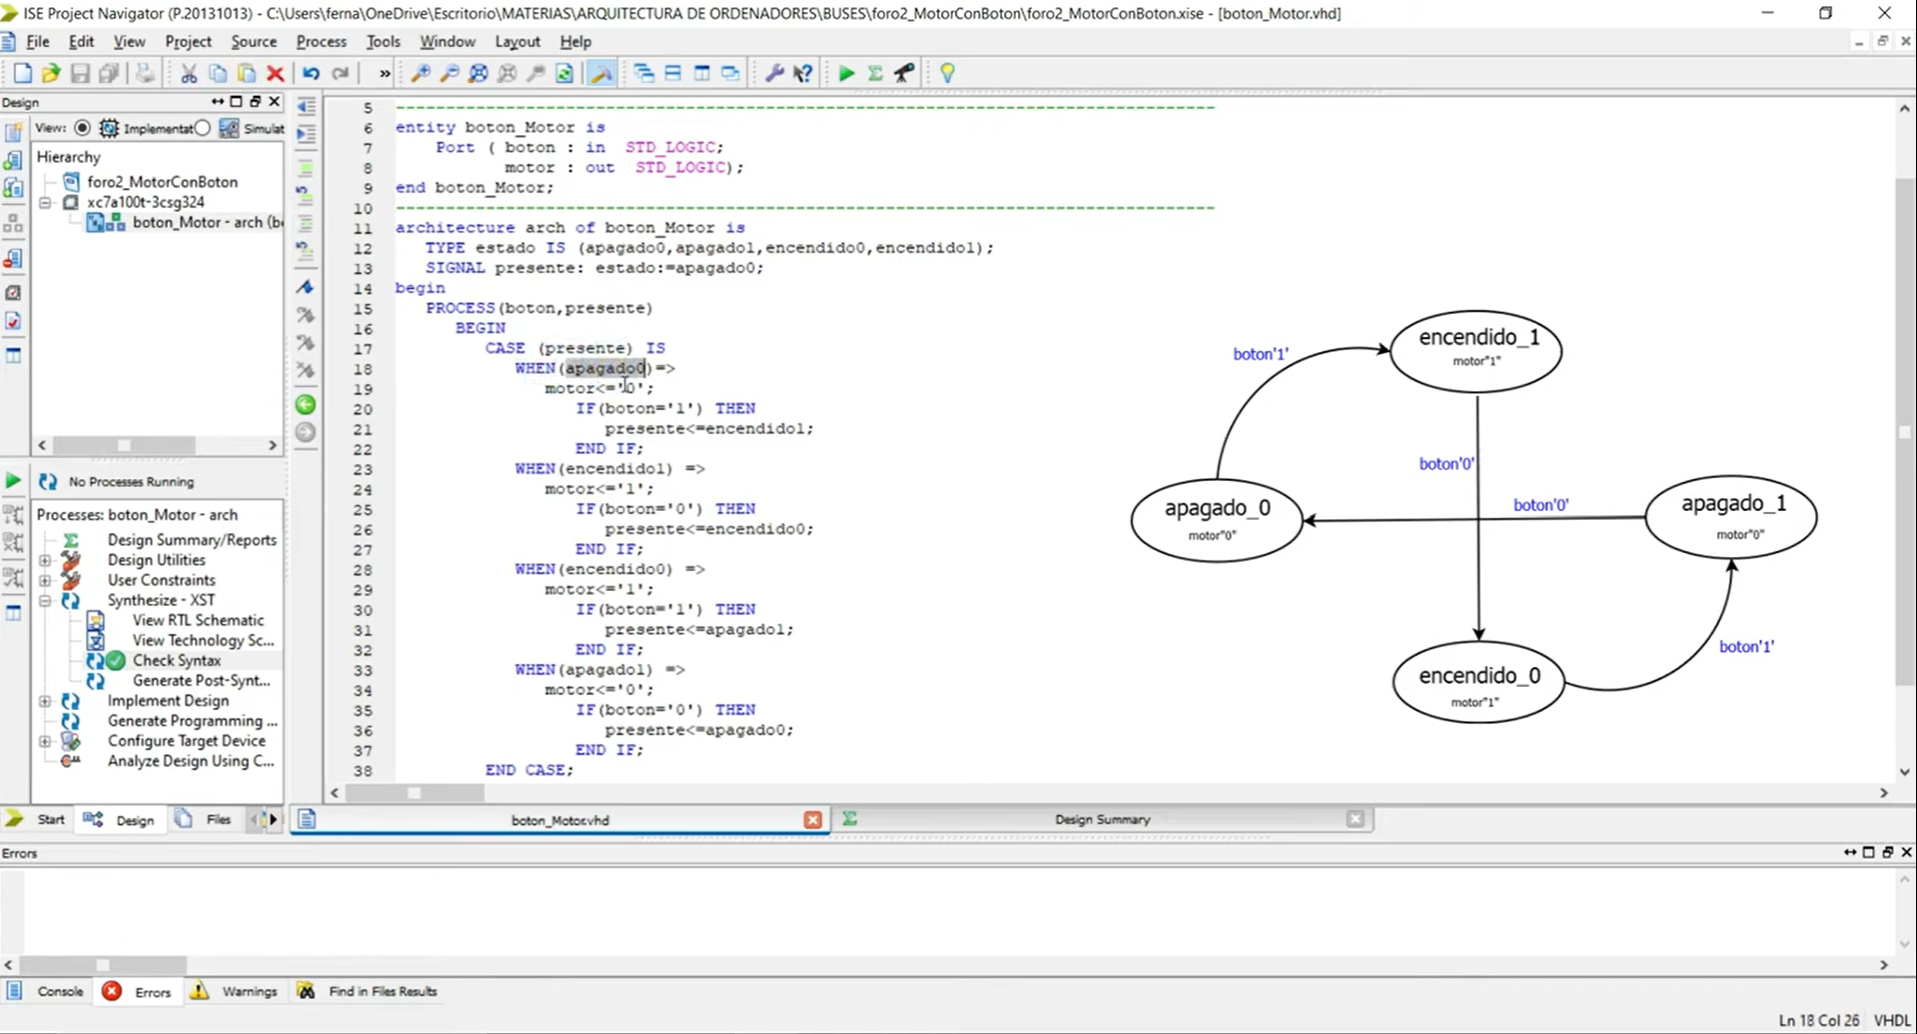 ISE Project Navigator (P.20131013) - C:\Users\ferna\OneDrive\Escritorio\MATERIAS\ARQUITECTURA DE ORDENADORES\BUSES\foro2_MotorConBoton\foro2_MotorConBoton.xise - [boton_Motor.vhd]
File Edit View Project Source Process Tools Window Layout Help
Design
View: Implementat Simulat
Hierarchy
foro2_MotorConBoton
xc7a100t-3csg324
boton_Motor - arch (b
No Processes Running
Processes: boton_Motor - arch
Design Summary/Reports
Design Utilities
User Constraints
Synthesize - XST
View RTL Schematic
View Technology Sc...
Check Syntax
Generate Post-Synt...
Implement Design
Generate Programming ...
Configure Target Device
Analyze Design Using C...
Start Design Files
5 ----------------------------------------------------------------------------------
6 entity boton_Motor is
7 Port ( boton : in STD_LOGIC;
8 motor : out STD_LOGIC);
9 end boton_Motor;
10 ----------------------------------------------------------------------------------
11 architecture arch of boton_Motor is
12 TYPE estado IS (apagado0,apagado1,encendido0,encendido1);
13 SIGNAL presente: estado:=apagado0;
14 begin
15 PROCESS(boton,presente)
16 BEGIN
17 CASE (presente) IS
18 WHEN(apagado0)=>
19 motor<='0';
20 IF(boton='1') THEN
21 presente<=encendido1;
22 END IF;
23 WHEN(encendido1) =>
24 motor<='1';
25 IF(boton='0') THEN
26 presente<=encendido0;
27 END IF;
28 WHEN(encendido0) =>
29 motor<='1';
30 IF(boton='1') THEN
31 presente<=apagado1;
32 END IF;
33 WHEN(apagado1) =>
34 motor<='0';
35 IF(boton='0') THEN
36 presente<=apagado0;
37 END IF;
38 END CASE;
encendido_1
motor"1"
boton'1'
boton'0'
apagado_0
motor"0"
boton'0'
apagado_1
motor"0"
encendido_0
motor"1"
boton'1'
boton_Motor.vhd
Design Summary
Errors
Console Errors Warnings Find in Files Results
Ln 18 Col 26 VHDL